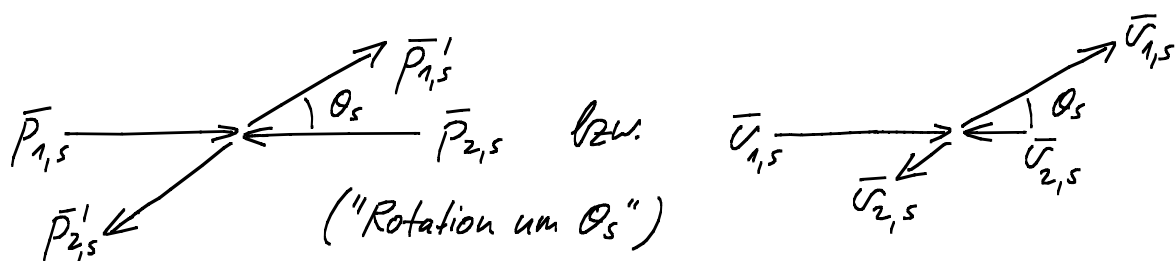 p̄'₁,ₛ v̄₁,ₛ
θₛ θₛ
p̄₁,ₛ p̄₂,ₛ bzw. v̄₁,ₛ v̄₂,ₛ
v̄₂,ₛ
p̄'₂,ₛ ("Rotation um θₛ")